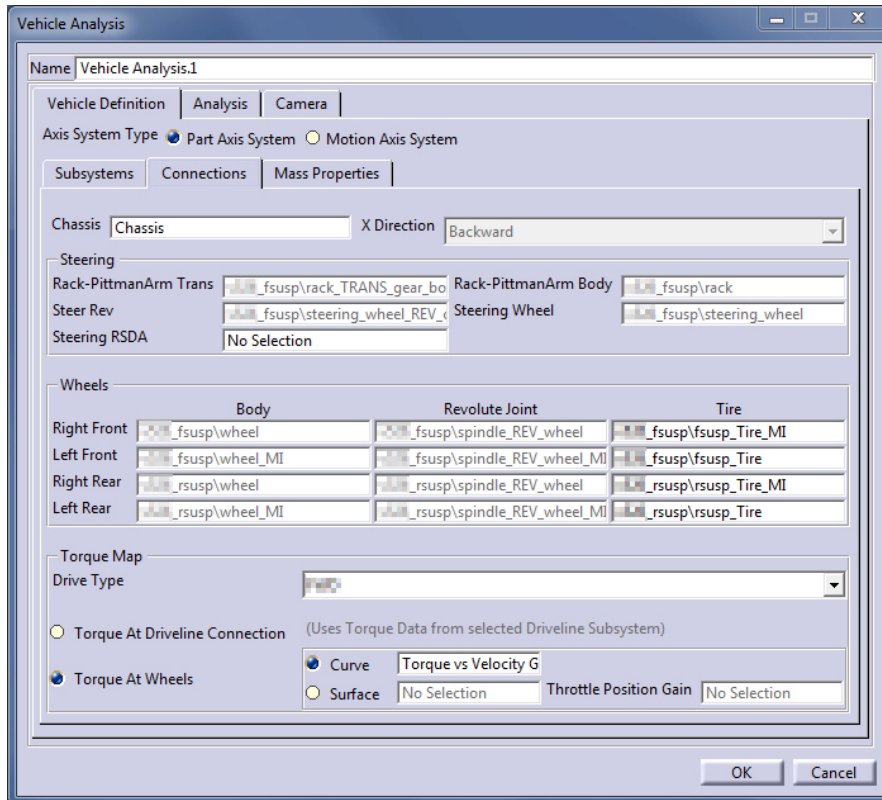 Vehicle Analysis
Name Vehicle Analysis.1
Vehicle Definition Analysis Camera
Axis System Type Part Axis System Motion Axis System
Subsystems Connections Mass Properties
Chassis Chassis X Direction Backward
Steering
Rack-PittmanArm Trans _fsusp\rack_TRANS_gear_bo Rack-PittmanArm Body _fsusp\rack
Steer Rev _fsusp\steering_wheel_REV_c Steering Wheel _fsusp\steering_wheel
Steering RSDA No Selection
Wheels
Body Revolute Joint Tire
Right Front _fsusp\wheel _fsusp\spindle_REV_wheel _fsusp\fsusp_Tire_MI
Left Front _fsusp\wheel_MI _fsusp\spindle_REV_wheel_MI _fsusp\fsusp_Tire
Right Rear _rsusp\wheel _rsusp\spindle_REV_wheel _rsusp\rsusp_Tire_MI
Left Rear _rsusp\wheel_MI _rsusp\spindle_REV_wheel_MI _rsusp\rsusp_Tire
Torque Map
Drive Type
Torque At Driveline Connection (Uses Torque Data from selected Driveline Subsystem)
Torque At Wheels
Curve Torque vs Velocity G
Surface No Selection Throttle Position Gain No Selection
OK Cancel